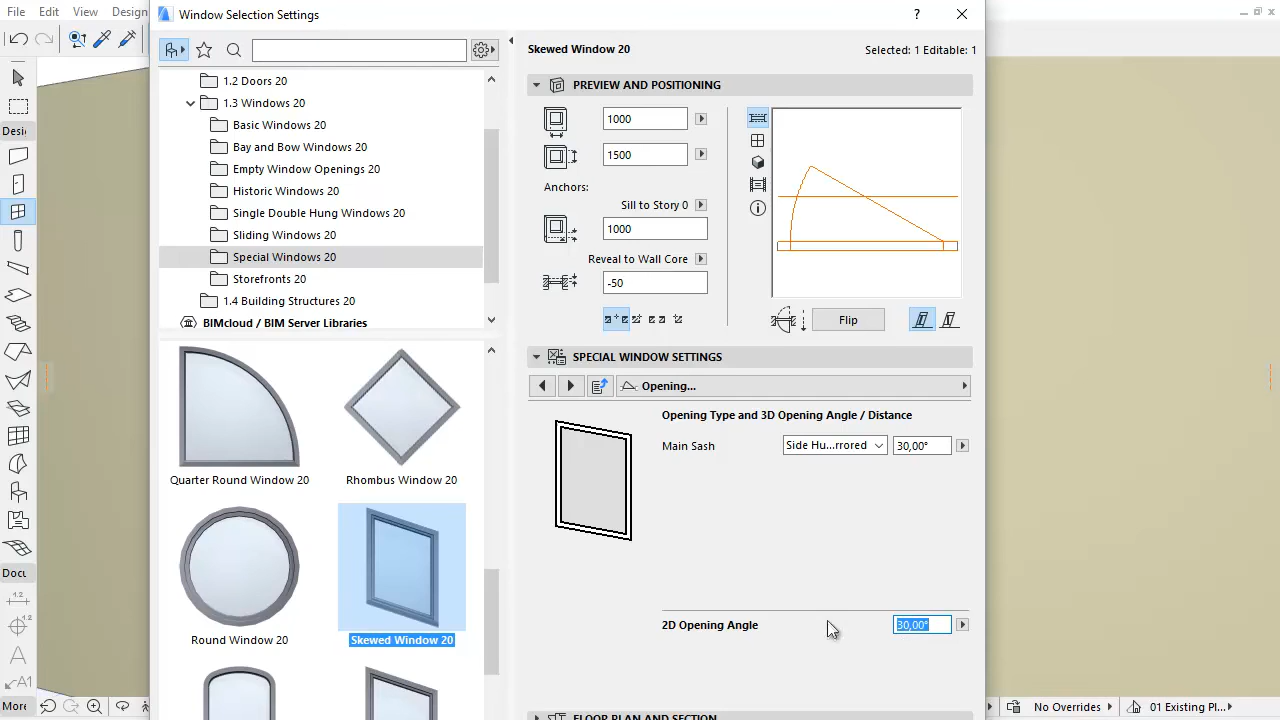 File Edit View Design
Window Selection Settings
?
Skewed Window 20
Selected: 1 Editable: 1
1.2 Doors 20
1.3 Windows 20
Basic Windows 20
Bay and Bow Windows 20
Empty Window Openings 20
Historic Windows 20
Single Double Hung Windows 20
Sliding Windows 20
Special Windows 20
Storefronts 20
1.4 Building Structures 20
BIMcloud / BIM Server Libraries
Quarter Round Window 20
Rhombus Window 20
Round Window 20
Skewed Window 20
PREVIEW AND POSITIONING
1000
1500
Anchors:
Sill to Story 0
1000
Reveal to Wall Core
-50
Flip
SPECIAL WINDOW SETTINGS
Opening...
Opening Type and 3D Opening Angle / Distance
Main Sash
Side Hu...rrored
30,00°
2D Opening Angle
30,00°
FLOOR PLAN AND SECTION
Desi
Docu
1.2
1.2
A
A1
More
No Overrides
01 Existing Pl...